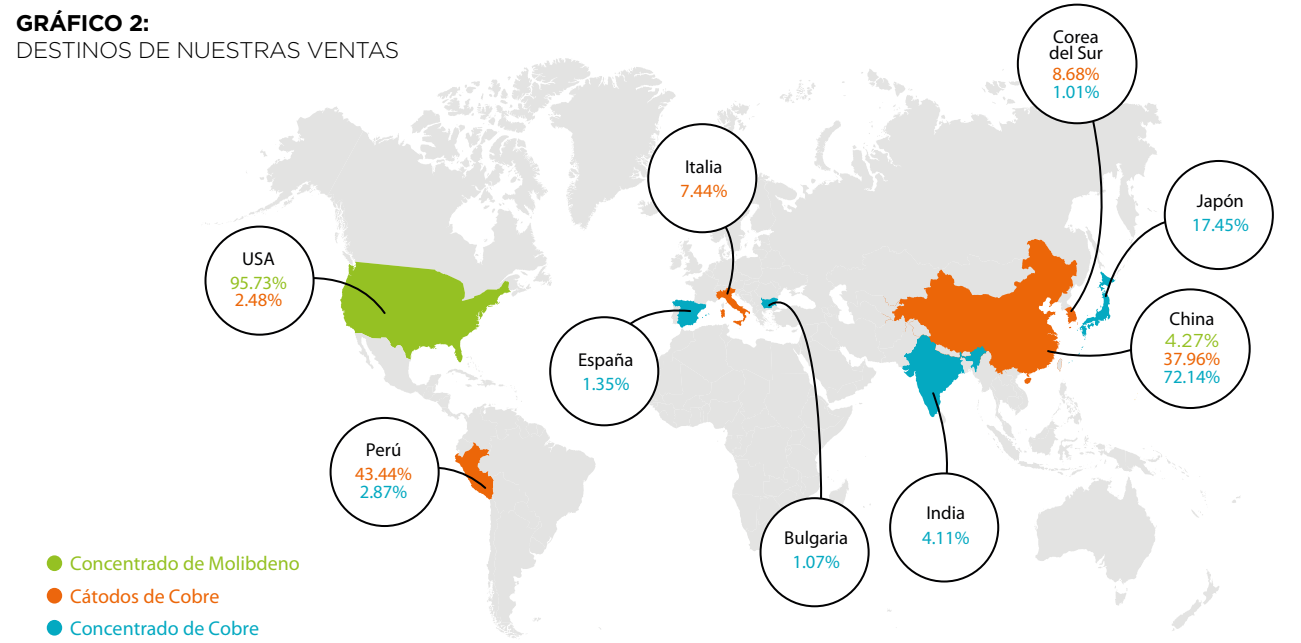 GRÁFICO 2:
DESTINOS DE NUESTRAS VENTAS
Corea
del Sur
8.68%
1.01%
Italia
7.44%
Japón
17.45%
USA
95.73%
2.48%
China
4.27%
37.96%
72.14%
España
1.35%
Perú
43.44%
2.87%
India
4.11%
Bulgaria
1.07%
Concentrado de Molibdeno
Cátodos de Cobre
Concentrado de Cobre